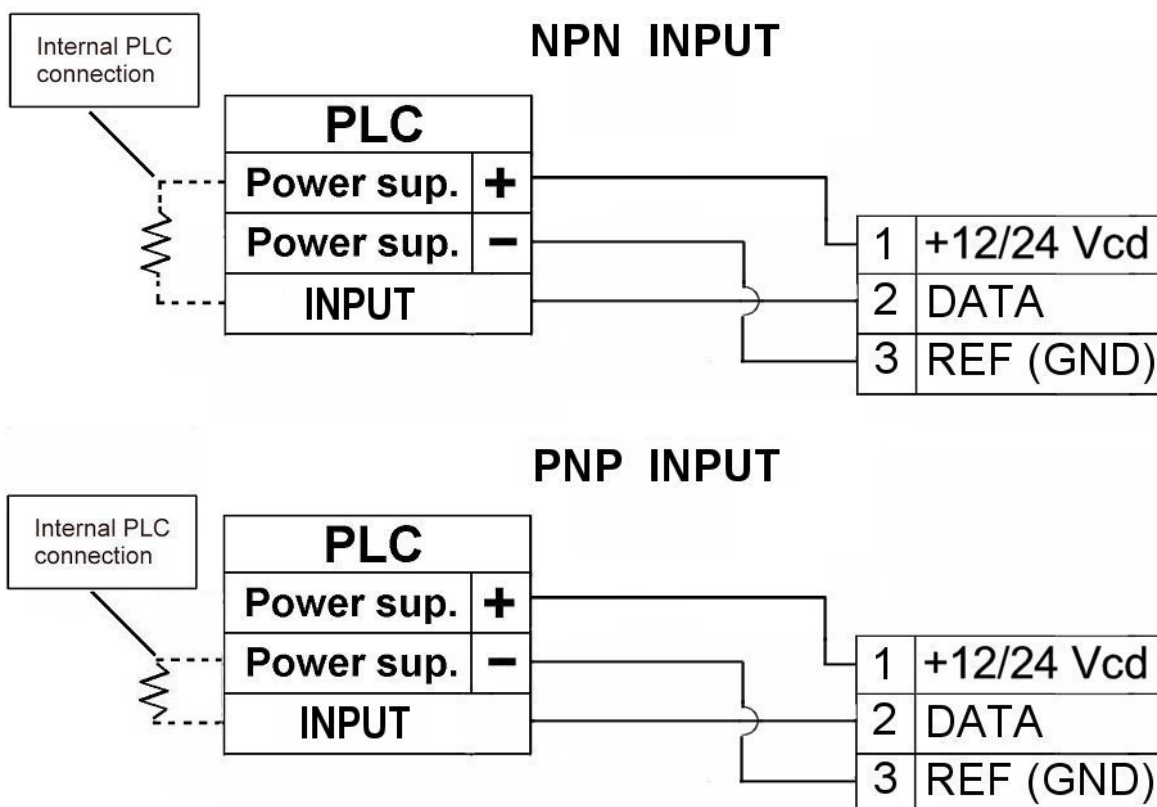 NPN INPUT
Internal PLC
connection
PLC
Power sup. +
Power sup. −
INPUT
1 +12/24 Vcd
2 DATA
3 REF (GND)
PNP INPUT
Internal PLC
connection
PLC
Power sup. +
Power sup. −
INPUT
1 +12/24 Vcd
2 DATA
3 REF (GND)